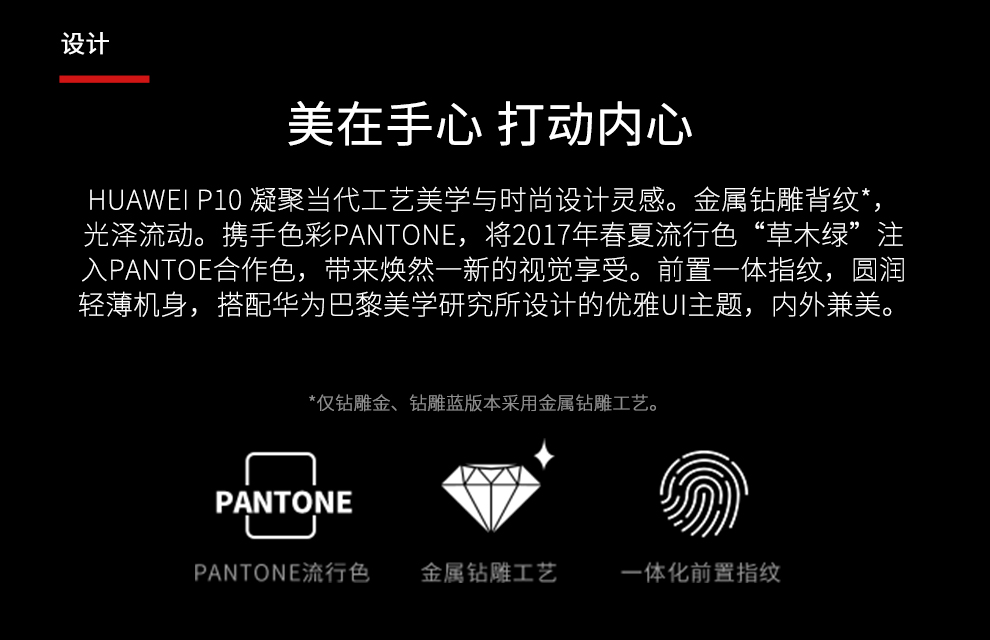 设计
美在手心 打动内心
HUAWEI P10 凝聚当代工艺美学与时尚设计灵感。金属钻雕背纹*，
光泽流动。携手色彩PANTONE，将2017年春夏流行色“草木绿”注
入PANTOE合作色，带来焕然一新的视觉享受。前置一体指纹，圆润
轻薄机身，搭配华为巴黎美学研究所设计的优雅UI主题，内外兼美。
*仅钻雕金、钻雕蓝版本采用金属钻雕工艺。
PANTONE
PANTONE流行色
金属钻雕工艺
一体化前置指纹